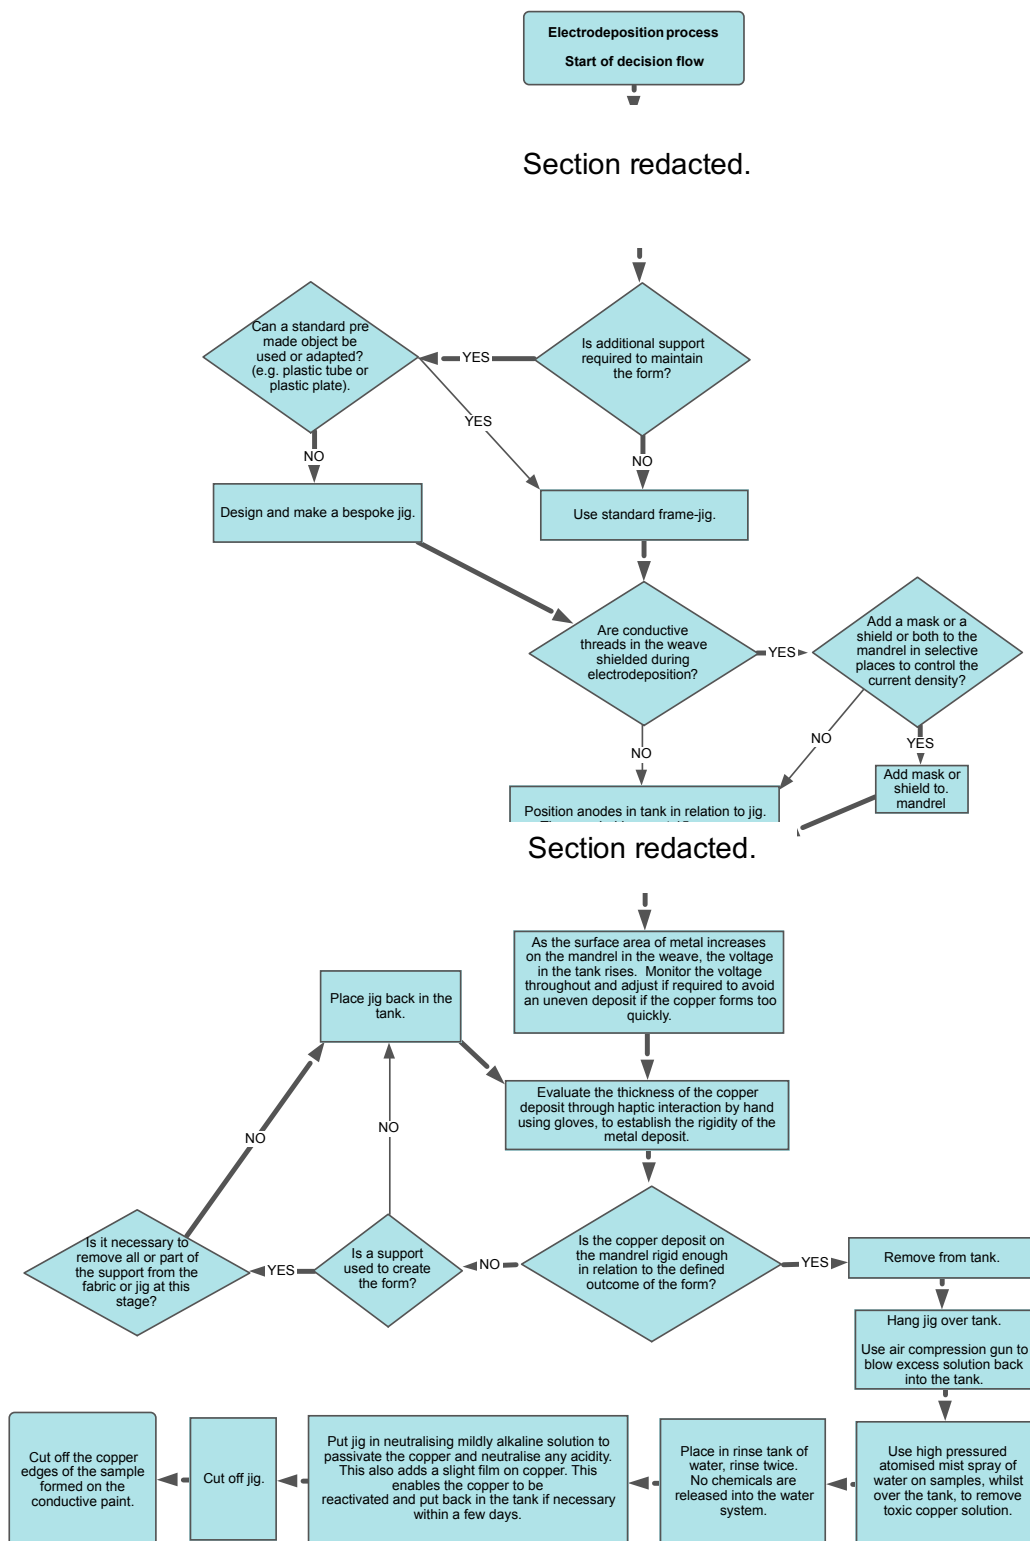 Electrodeposition process
Start of decision flow
Section redacted.
Can a standard pre
made object be
used or adapted?
(e.g. plastic tube or
plastic plate).
YES
Is additional support
required to maintain
the form?
YES
NO
NO
Design and make a bespoke jig.
Use standard frame-jig.
Are conductive
threads in the weave
shielded during
electrodeposition?
YES
Add a mask or a
shield or both to the
mandrel in selective
places to control the
current density?
NO
NO
YES
Add mask or
shield to.
mandrel
Position anodes in tank in relation to jig.
Section redacted.
As the surface area of metal increases
on the mandrel in the weave, the voltage
in the tank rises. Monitor the voltage
throughout and adjust if required to avoid
an uneven deposit if the copper forms too
quickly.
Place jig back in the
tank.
Evaluate the thickness of the copper
deposit through haptic interaction by hand
using gloves, to establish the rigidity of the
metal deposit.
NO
NO
Is it necessary to
remove all or part of
the support from the
fabric or jig at this
stage?
YES
Is a support
used to create
the form?
NO
Is the copper deposit on
the mandrel rigid enough
in relation to the defined
outcome of the form?
YES
Remove from tank.
Hang jig over tank.
Use air compression gun to
blow excess solution back
into the tank.
Use high pressured
atomised mist spray of
water on samples, whilst
over the tank, to remove
toxic copper solution.
Place in rinse tank of
water, rinse twice.
No chemicals are
released into the water
system.
Put jig in neutralising mildly alkaline solution to
passivate the copper and neutralise any acidity.
This also adds a slight film on copper. This
enables the copper to be
reactivated and put back in the tank if necessary
within a few days.
Cut off jig.
Cut off the copper
edges of the sample
formed on the
conductive paint.